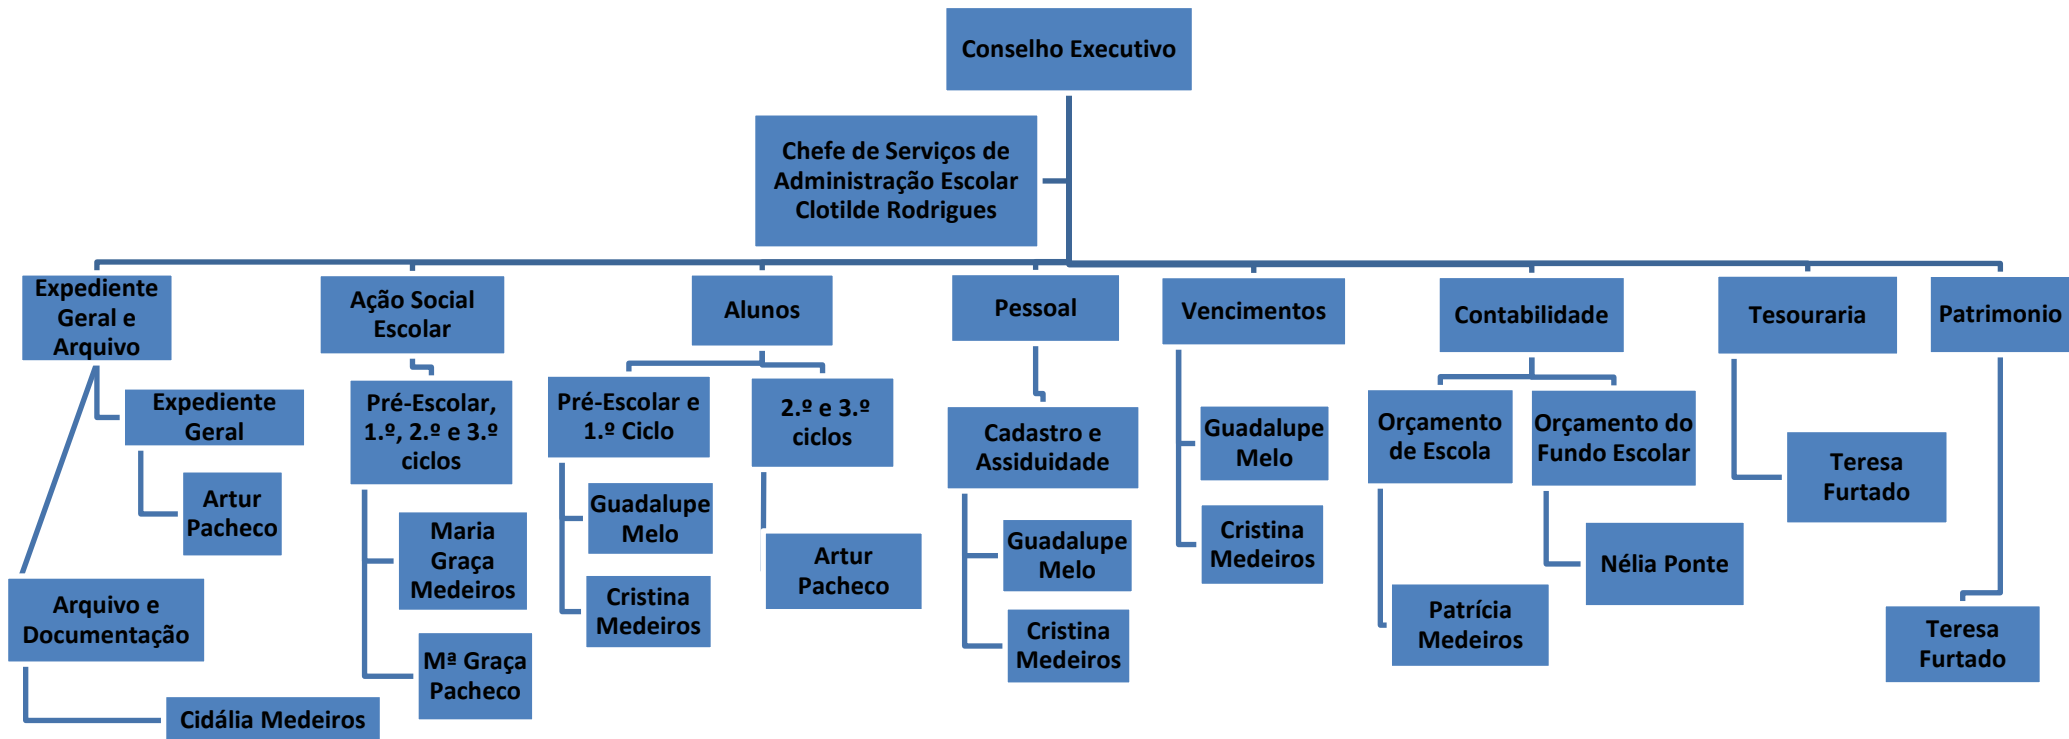 Conselho Executivo
Chefe de Serviços de
Administração Escolar
Clotilde Rodrigues
Expediente
Geral e
Arquivo
Ação Social
Escolar
Alunos
Pessoal
Vencimentos
Contabilidade
Tesouraria
Patrimonio
Expediente
Geral
Artur
Pacheco
Arquivo e
Documentação
Cidália Medeiros
Pré-Escolar,
1.º, 2.º e 3.º
ciclos
Maria
Graça
Medeiros
Mª Graça
Pacheco
Pré-Escolar e
1.º Ciclo
Guadalupe
Melo
Cristina
Medeiros
2.º e 3.º
ciclos
Artur
Pacheco
Cadastro e
Assiduidade
Guadalupe
Melo
Cristina
Medeiros
Guadalupe
Melo
Cristina
Medeiros
Orçamento
de Escola
Patrícia
Medeiros
Orçamento do
Fundo Escolar
Nélia Ponte
Teresa
Furtado
Teresa
Furtado